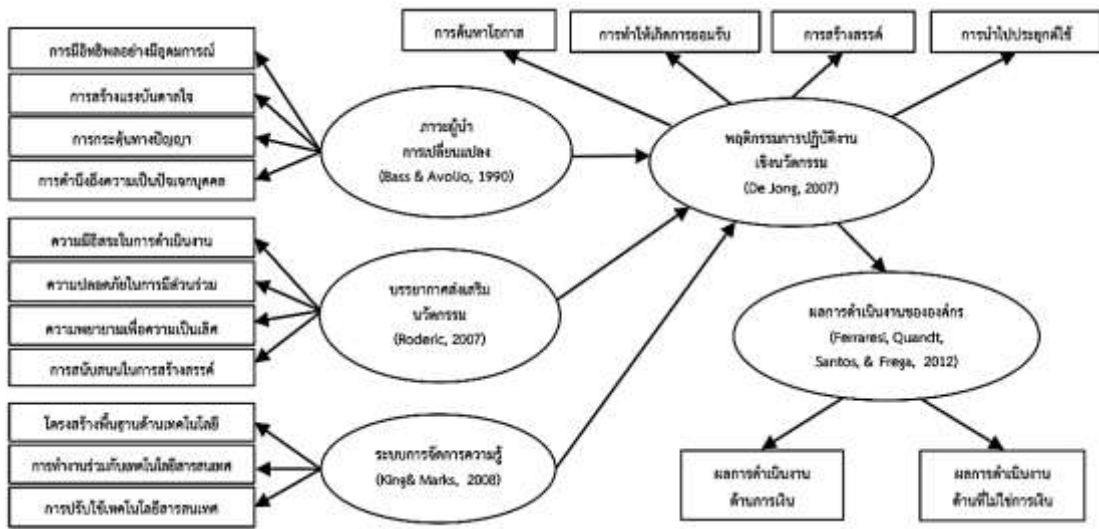 การมีอิทธิพลอย่างมีอุดมการณ์
การสร้างแรงบันดาลใจ
การกระตุ้นทางปัญญา
การคำนึงถึงความเป็นปัจเจกบุคคล
ภาวะผู้นำ
การเปลี่ยนแปลง
(Bass & Avolio, 1990)
การค้นหาโอกาส
การทำให้เกิดการยอมรับ
การสร้างสรรค์
การนำไปประยุกต์ใช้
พฤติกรรมการปฏิบัติงาน
เชิงนวัตกรรม
(De Jong, 2007)
ความมีอิสระในการดำเนินงาน
ความปลอดภัยในการมีส่วนร่วม
ความพยายามเพื่อความเป็นเลิศ
การสนับสนุนในการสร้างสรรค์
บรรยากาศส่งเสริม
นวัตกรรม
(Roderic, 2007)
ผลการดำเนินงานขององค์กร
(Ferraresi, Quandt,
Santos, & Frega, 2012)
โครงสร้างพื้นฐานด้านเทคโนโลยี
การทำงานร่วมกับเทคโนโลยีสารสนเทศ
การปรับใช้เทคโนโลยีสารสนเทศ
ระบบการจัดการความรู้
(King& Marks, 2008)
ผลการดำเนินงาน
ด้านการเงิน
ผลการดำเนินงาน
ด้านที่ไม่ใช่การเงิน